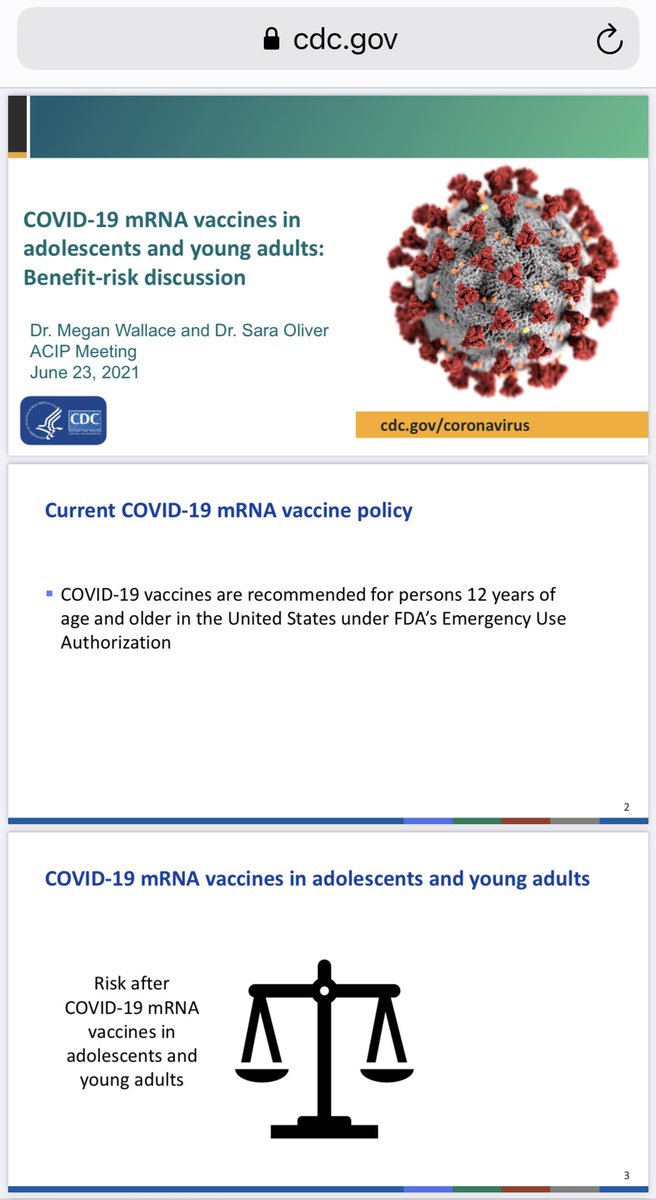 cdc.gov
COVID-19 mRNA vaccines in
adolescents and young adults:
Benefit-risk discussion
Dr. Megan Wallace and Dr. Sara Oliver
ACIP Meeting
June 23, 2021
CDC
cdc.gov/coronavirus
Current COVID-19 mRNA vaccine policy
COVID-19 vaccines are recommended for persons 12 years of
age and older in the United States under FDA’s Emergency Use
Authorization
2
COVID-19 mRNA vaccines in adolescents and young adults
Risk after
COVID-19 mRNA
vaccines in
adolescents and
young adults
3